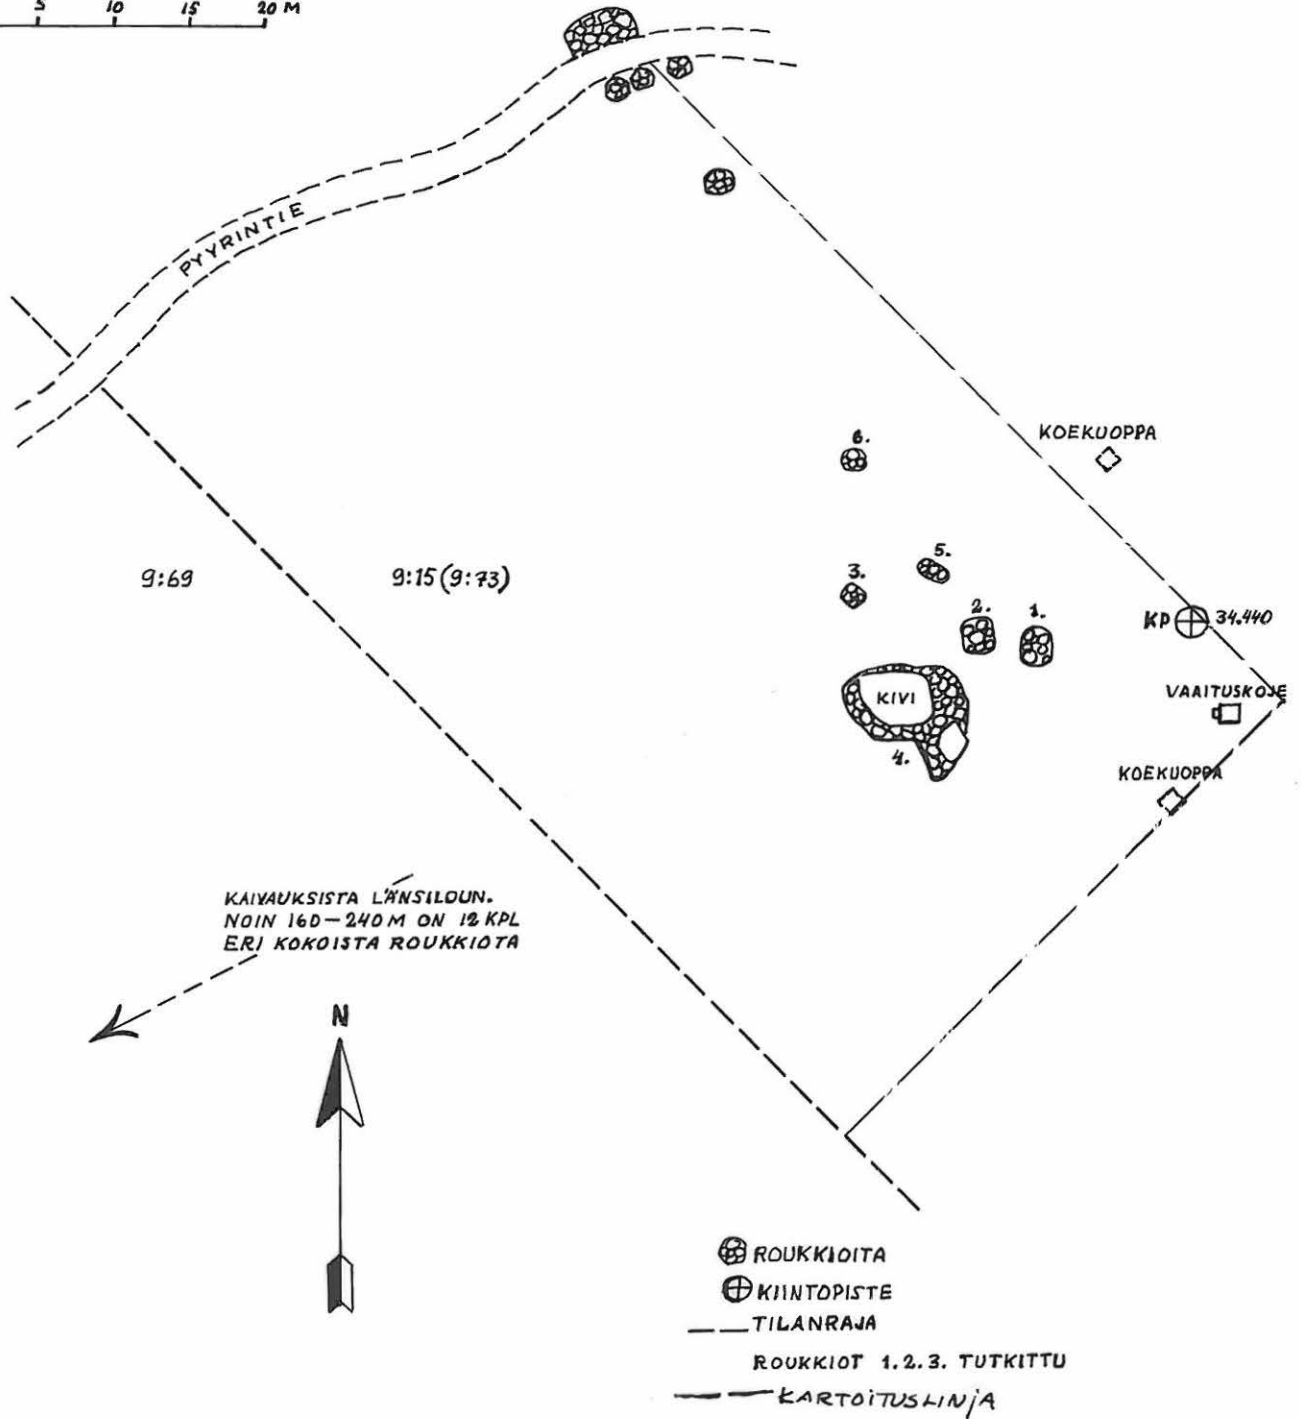 5 10 15 20 M
PYYRINTIE
KOEKUOPPA
6.
5.
9:69
9:15 (9:73)
3.
2.
1.
KP 34.440
KIVI
VAAITUSKOJE
4.
KOEKUOPPA
KAIVAUKSISTA LÄNSILOUN.
NOIN 160-240 M ON 12 KPL
ERI KOKOISTA ROUKKIOTA
N
ROUKKIOITA
KIINTOPISTE
TILANRAJA
ROUKKIOT 1.2.3. TUTKITTU
KARTOITUSLINJA